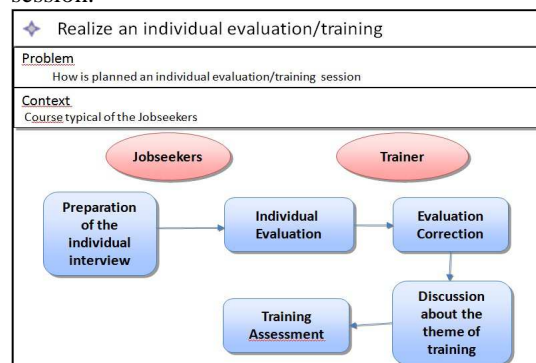 session.
Realize an individual evaluation/training
Problem
How is planned an individual evaluation/training session
Context
Course typical of the Jobseekers
Jobseekers
Trainer
Preparation
of the
individual
interview
Individual
Evaluation
Evaluation
Correction
Training
Assessment
Discussion
about the
theme of
training